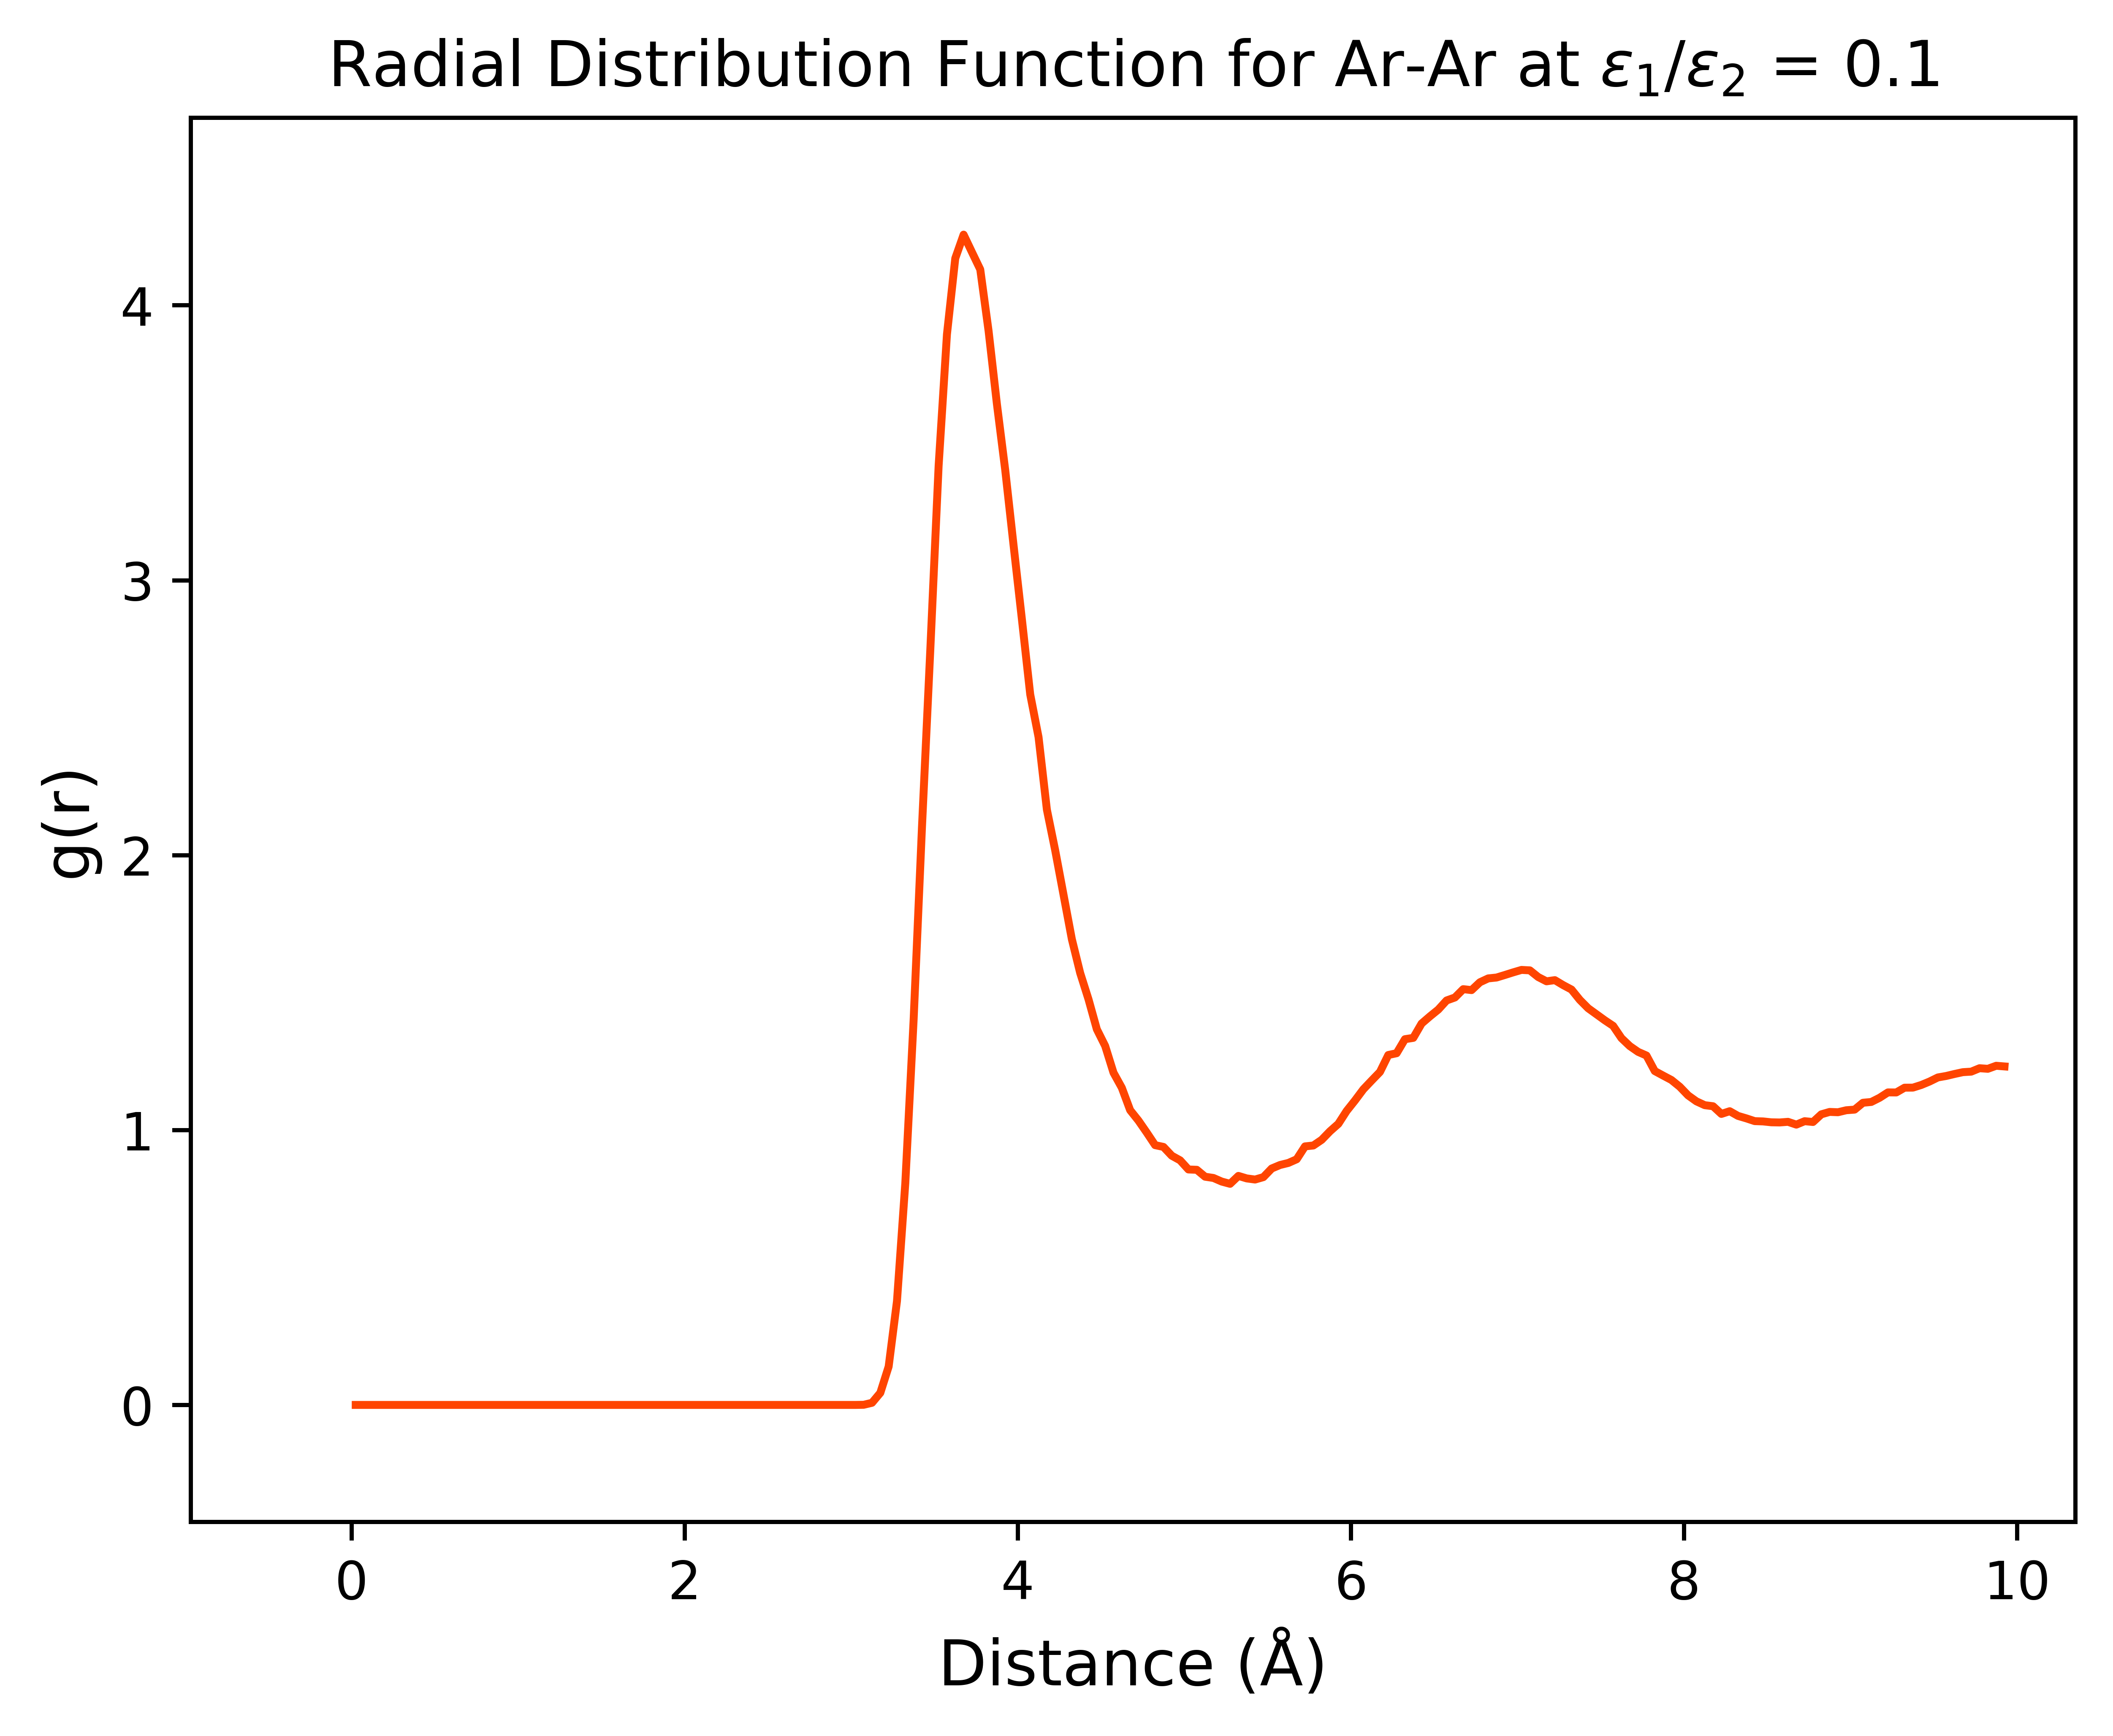 Radial Distribution Function for Ar-Ar at ε₁/ε₂ = 0.1
g(r)
4
3
2
1
0
0 2 4 6 8 10
Distance (Å)